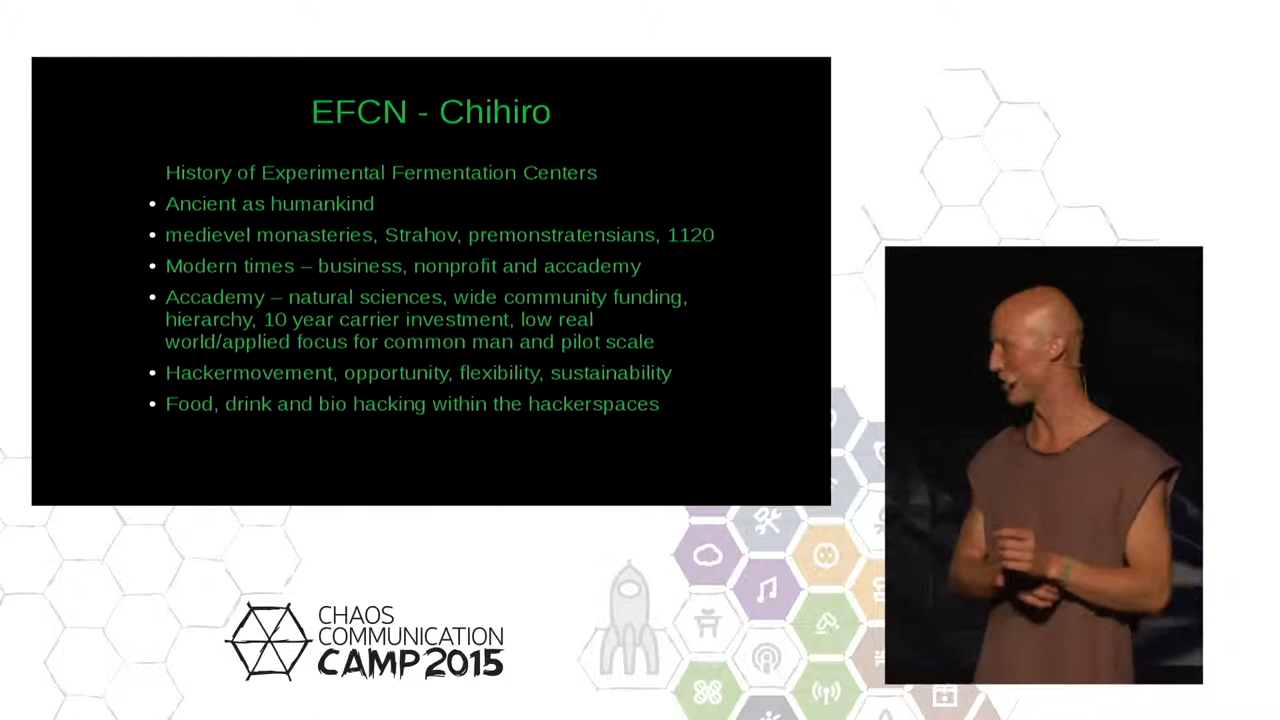 EFCN - Chihiro
History of Experimental Fermentation Centers
Ancient as humankind
medievel monasteries, Strahov, premonstratensians, 1120
Modern times – business, nonprofit and accademy
Accademy – natural sciences, wide community funding,
hierarchy, 10 year carrier investment, low real
world/applied focus for common man and pilot scale
Hackermovement, opportunity, flexibility, sustainability
Food, drink and bio hacking within the hackerspaces
CHAOS
COMMUNICATION
CAMP 2015